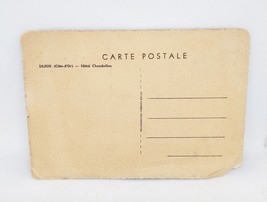 CARTE POSTALE
DIJON (Côte-d'Or) — Hôtel Chambellan